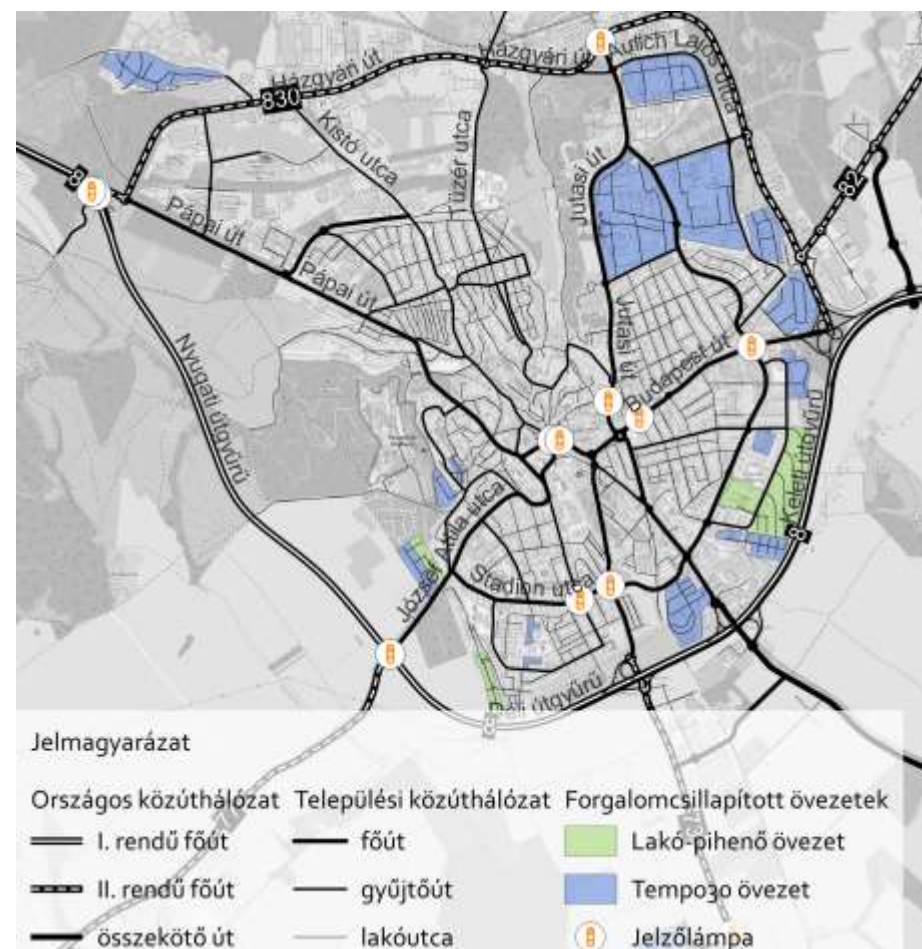 Házgyári út
Házgyári út
Aulich Lajos utca
830
Kistó utca
Tüzér utca
Jutasi út
82
8
Pápai út
Pápai út
Jutasi út
Budapest út
Nyugati útgyűrű
Keleti útgyűrű
8
József Attila utca
Stadion utca
Déli útgyűrű
8
77
73
Jelmagyarázat
Országos közúthálózat Települési közúthálózat Forgalomcsillapított övezetek
I. rendű főút főút Lakó-pihenő övezet
II. rendű főút gyűjtőút Tempo30 övezet
összekötő út lakóutca Jelzőlámpa